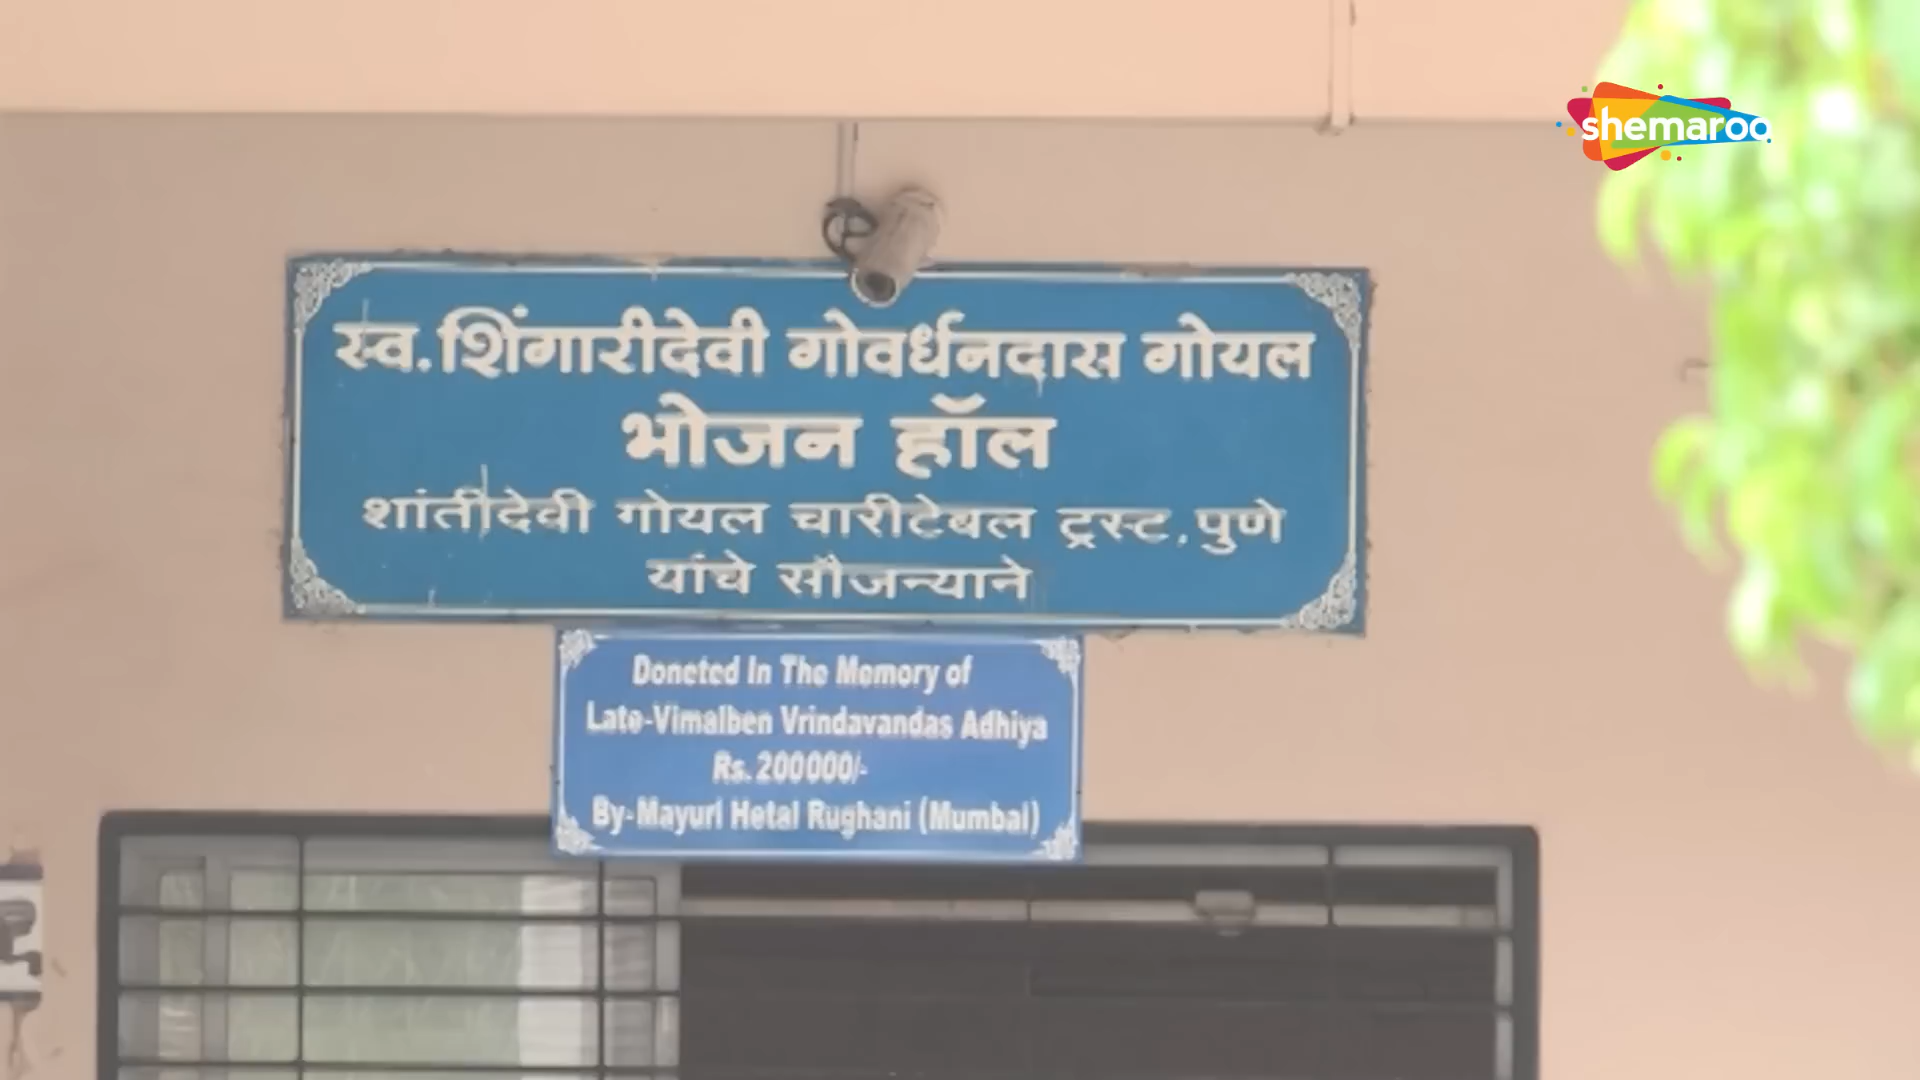 shemaroo
स्व. शिंगारीदेवी गोवर्धनदास गोयल
भोजन हॉल
शांतीदेवी गोयल चारीटेबल ट्रस्ट, पुणे
यांचे सौजन्याने
Doneted In The Memory of
Late-Vimalben Vrindavandas Adhiya
Rs. 200000/-
By-Mayuri Hetal Rughani (Mumbai)